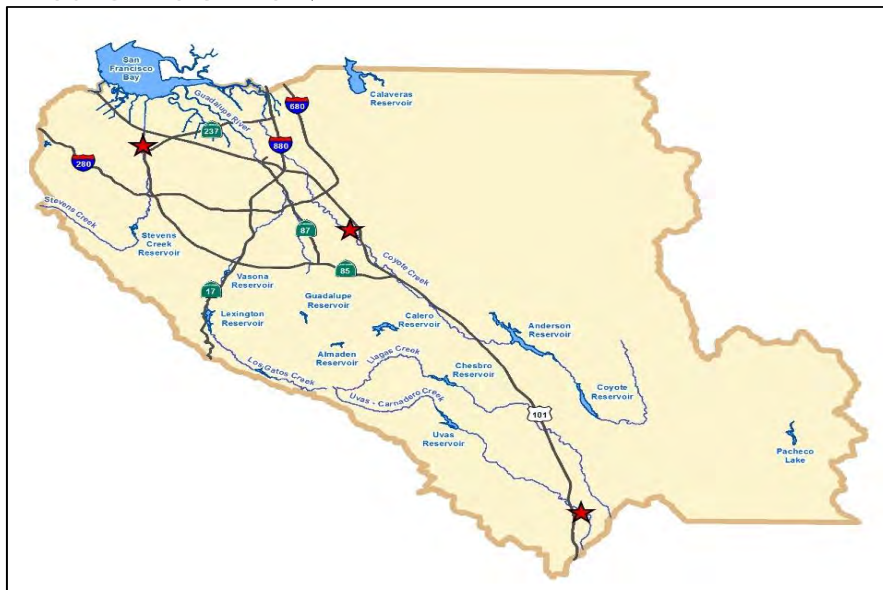 San
Francisco
Bay
Calaveras
Reservoir
680
Guadalupe River
237
880
280
Stevens Creek
Stevens
Creek
Reservoir
87
Coyote Creek
85
Vasona
Reservoir
17
Lexington
Reservoir
Guadalupe
Reservoir
Calero
Reservoir
Anderson
Reservoir
Almaden
Reservoir
Llagas Creek
Chesbro
Reservoir
Los Gatos Creek
Uvas - Carnadero Creek
Coyote
Reservoir
101
Uvas
Reservoir
Pacheco
Lake